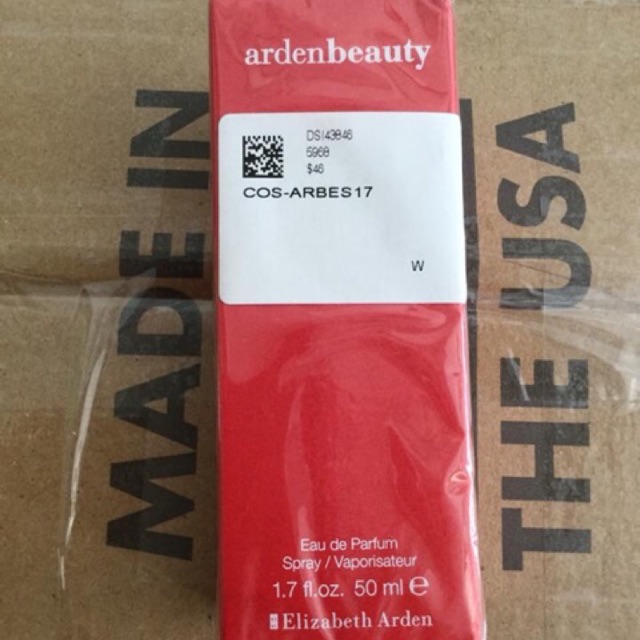 ardenbeauty
DSI43846
5968
$46
COS-ARBES17
W
Eau de Parfum
Spray / Vaporisateur
1.7 fl.oz. 50 ml e
Elizabeth Arden
MADE IN
THE USA